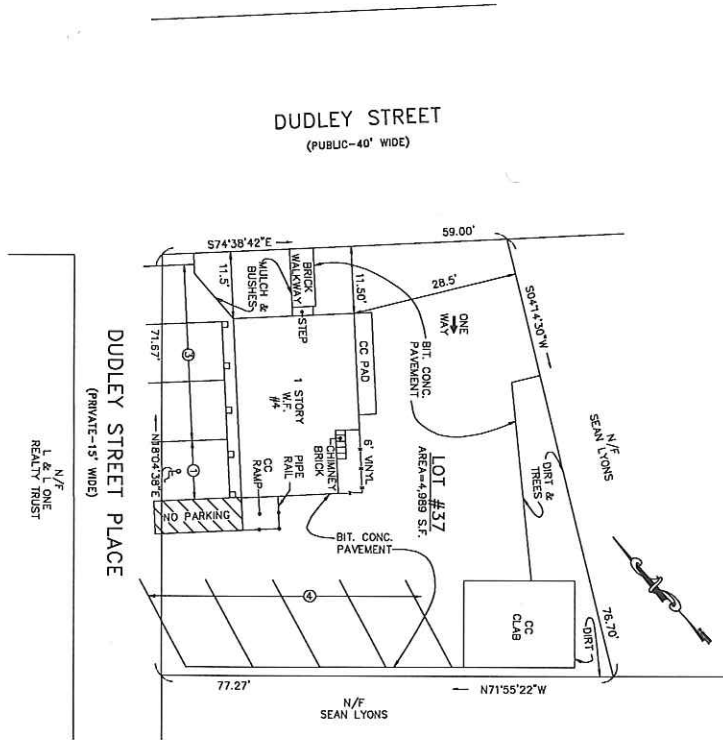 DUDLEY STREET
(PUBLIC-40' WIDE)
S74°38'42"E
59.00'
11.5'
MULCH &
BUSHES
BRICK
WALKWAY
STEP
11.50'
28.5'
S04°14'30"W
ONE
WAY
BIT. CONC.
PAVEMENT
CC PAD
DUDLEY STREET PLACE
(PRIVATE-15' WIDE)
71.67'
N18°04'38"E
3
1
1 STORY
W.F.
#4
PIPE
RAIL
CC
RAMP
BRICK
CHIMNEY
6' VINYL
LOT #37
AREA=4,989 S.F.
DIRT &
TREES
N/F
SEAN LYONS
N/F
L & L ONE
REALTY TRUST
NO PARKING
BIT. CONC.
PAVEMENT
4
CC
CLAB
DIRT
76.70'
77.27'
N71°55'22"W
N/F
SEAN LYONS